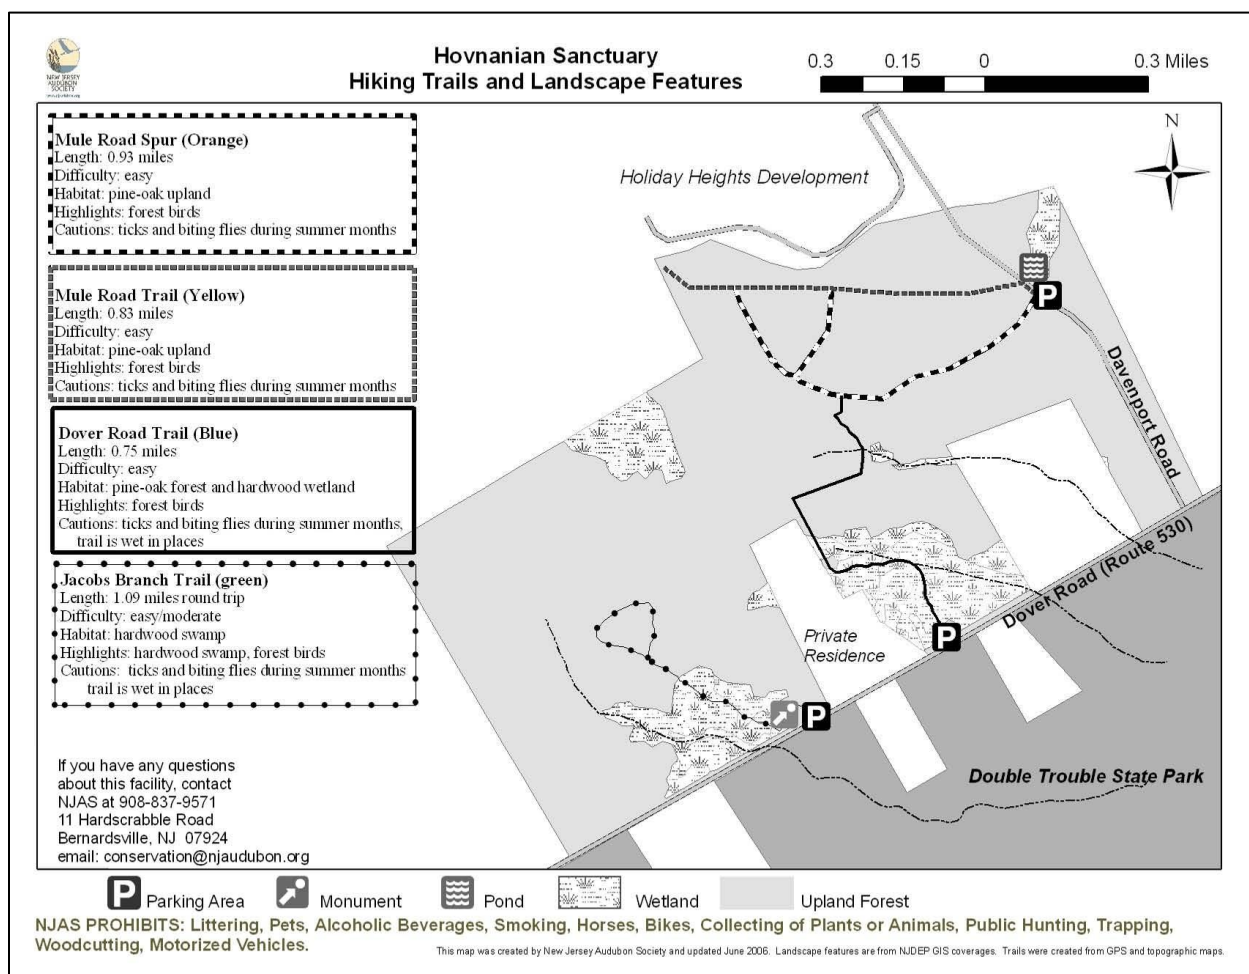 NEW JERSEY
AUDUBON
SOCIETY
Hovnanian Sanctuary
Hiking Trails and Landscape Features
0.3 0.15 0 0.3 Miles
Mule Road Spur (Orange)
Length: 0.93 miles
Difficulty: easy
Habitat: pine-oak upland
Highlights: forest birds
Cautions: ticks and biting flies during summer months
Mule Road Trail (Yellow)
Length: 0.83 miles
Difficulty: easy
Habitat: pine-oak upland
Highlights: forest birds
Cautions: ticks and biting flies during summer months
Dover Road Trail (Blue)
Length: 0.75 miles
Difficulty: easy
Habitat: pine-oak forest and hardwood wetland
Highlights: forest birds
Cautions: ticks and biting flies during summer months,
trail is wet in places
Jacobs Branch Trail (green)
Length: 1.09 miles round trip
Difficulty: easy/moderate
Habitat: hardwood swamp
Highlights: hardwood swamp, forest birds
Cautions: ticks and biting flies during summer months
trail is wet in places
If you have any questions
about this facility, contact
NJAS at 908-837-9571
11 Hardscrabble Road
Bernardsville, NJ 07924
email: conservation@njaudubon.org
N
Holiday Heights Development
P
Davenport Road
Dover Road (Route 530)
P
Private
Residence
P
Double Trouble State Park
P Parking Area
Monument
Pond
Wetland
Upland Forest
NJAS PROHIBITS: Littering, Pets, Alcoholic Beverages, Smoking, Horses, Bikes, Collecting of Plants or Animals, Public Hunting, Trapping,
Woodcutting, Motorized Vehicles.
This map was created by New Jersey Audubon Society and updated June 2006. Landscape features are from NJDEP GIS coverages. Trails were created from GPS and topographic maps.